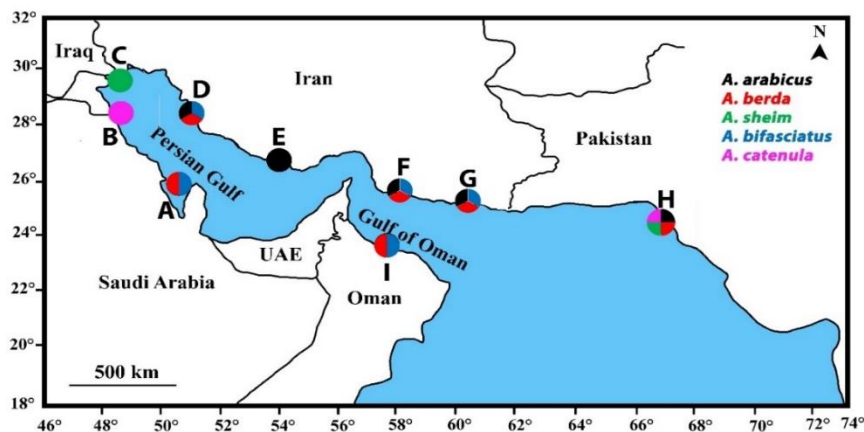 32°
30°
28°
26°
24°
22°
20°
18°
46° 48° 50° 52° 54° 56° 58° 60° 62° 64° 66° 68° 70° 72° 74°
N
Iraq
Iran
Pakistan
Persian Gulf
Gulf of Oman
UAE
Saudi Arabia
Oman
500 km
A
B
C
D
E
F
G
H
I
A. arabicus
A. berda
A. sheim
A. bifasciatus
A. catenula